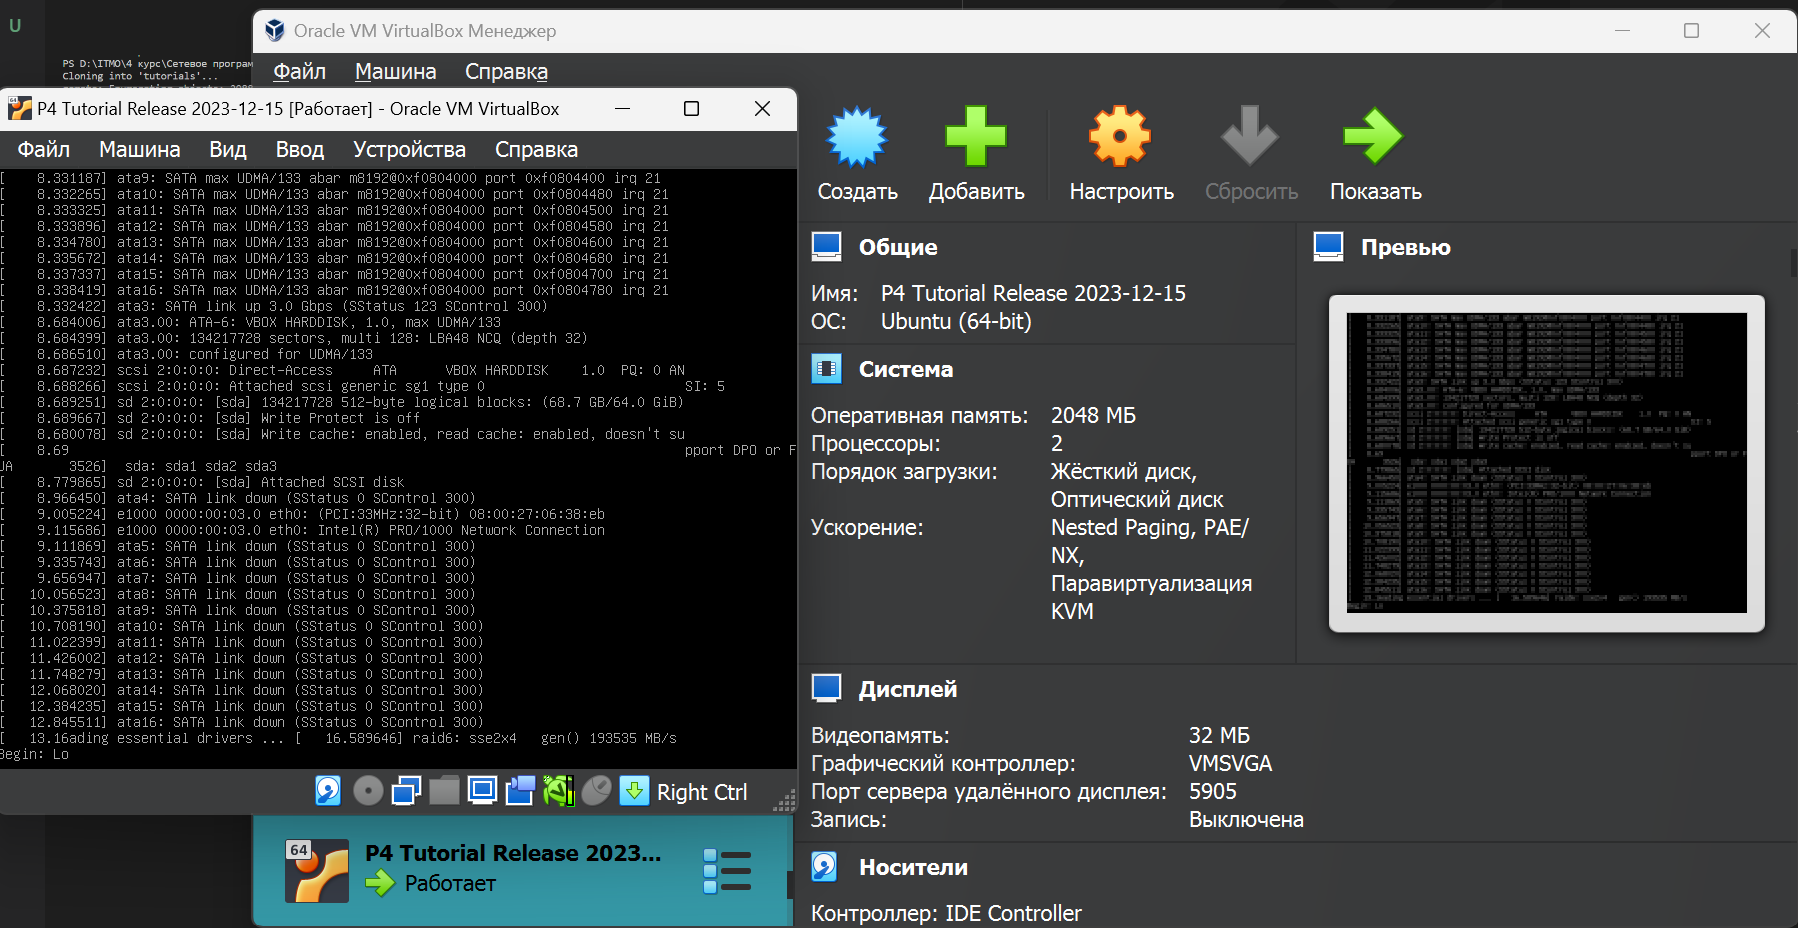 U
PS D:\ITMO\4 курс\Сетевое програм
Cloning into 'tutorials'...
Oracle VM VirtualBox Менеджер
Файл Машина Справка
P4 Tutorial Release 2023-12-15 [Работает] - Oracle VM VirtualBox
Файл Машина Вид Ввод Устройства Справка
[    8.331187] ata9: SATA max UDMA/133 abar m8192@0xf0804000 port 0xf0804400 irq 21
[    8.332265] ata10: SATA max UDMA/133 abar m8192@0xf0804000 port 0xf0804480 irq 21
[    8.333325] ata11: SATA max UDMA/133 abar m8192@0xf0804000 port 0xf0804500 irq 21
[    8.333896] ata12: SATA max UDMA/133 abar m8192@0xf0804000 port 0xf0804580 irq 21
[    8.334780] ata13: SATA max UDMA/133 abar m8192@0xf0804000 port 0xf0804600 irq 21
[    8.335672] ata14: SATA max UDMA/133 abar m8192@0xf0804000 port 0xf0804680 irq 21
[    8.337337] ata15: SATA max UDMA/133 abar m8192@0xf0804000 port 0xf0804700 irq 21
[    8.338419] ata16: SATA max UDMA/133 abar m8192@0xf0804000 port 0xf0804780 irq 21
[    8.332422] ata3: SATA link up 3.0 Gbps (SStatus 123 SControl 300)
[    8.684006] ata3.00: ATA-6: VBOX HARDDISK, 1.0, max UDMA/133
[    8.684399] ata3.00: 134217728 sectors, multi 128: LBA48 NCQ (depth 32)
[    8.686510] ata3.00: configured for UDMA/133
[    8.687232] scsi 2:0:0:0: Direct-Access     ATA      VBOX HARDDISK    1.0  PQ: 0 AN
[    8.688266] scsi 2:0:0:0: Attached scsi generic sg1 type 0                         SI: 5
[    8.689251] sd 2:0:0:0: [sda] 134217728 512-byte logical blocks: (68.7 GB/64.0 GiB)
[    8.689667] sd 2:0:0:0: [sda] Write Protect is off
[    8.680078] sd 2:0:0:0: [sda] Write cache: enabled, read cache: enabled, doesn't su
[    8.69                                                                             pport DPO or F
UA       3526]  sda: sda1 sda2 sda3
[    8.779865] sd 2:0:0:0: [sda] Attached SCSI disk
[    8.966450] ata4: SATA link down (SStatus 0 SControl 300)
[    9.005224] e1000 0000:00:03.0 eth0: (PCI:33MHz:32-bit) 08:00:27:06:38:eb
[    9.115686] e1000 0000:00:03.0 eth0: Intel(R) PRO/1000 Network Connection
[    9.111869] ata5: SATA link down (SStatus 0 SControl 300)
[    9.335743] ata6: SATA link down (SStatus 0 SControl 300)
[    9.656947] ata7: SATA link down (SStatus 0 SControl 300)
[   10.056523] ata8: SATA link down (SStatus 0 SControl 300)
[   10.375818] ata9: SATA link down (SStatus 0 SControl 300)
[   10.708190] ata10: SATA link down (SStatus 0 SControl 300)
[   11.022399] ata11: SATA link down (SStatus 0 SControl 300)
[   11.426002] ata12: SATA link down (SStatus 0 SControl 300)
[   11.748279] ata13: SATA link down (SStatus 0 SControl 300)
[   12.068020] ata14: SATA link down (SStatus 0 SControl 300)
[   12.384235] ata15: SATA link down (SStatus 0 SControl 300)
[   12.845511] ata16: SATA link down (SStatus 0 SControl 300)
[   13.16ading essential drivers ... [   16.589646] raid6: sse2x4   gen() 193535 MB/s
Begin: Lo
Right Ctrl
64
P4 Tutorial Release 2023...
Работает
Создать Добавить Настроить Сбросить Показать
Общие
Имя: P4 Tutorial Release 2023-12-15
ОС: Ubuntu (64-bit)
Система
Оперативная память: 2048 МБ
Процессоры: 2
Порядок загрузки: Жёсткий диск,
Оптический диск
Ускорение: Nested Paging, PAE/
NX,
Паравиртуализация
KVM
Превью
Дисплей
Видеопамять: 32 МБ
Графический контроллер: VMSVGA
Порт сервера удалённого дисплея: 5905
Запись: Выключена
Носители
Контроллер: IDE Controller